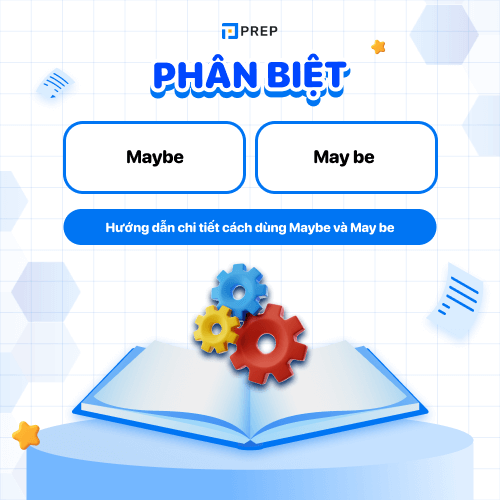 PREP
PHÂN BIỆT
Maybe
May be
Hướng dẫn chi tiết cách dùng Maybe và May be